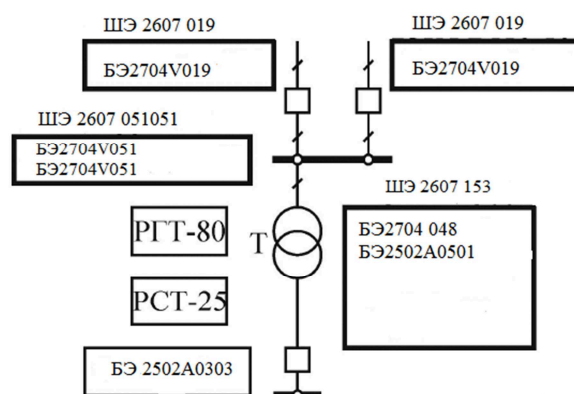 ШЭ 2607 019
БЭ2704V019
ШЭ 2607 019
БЭ2704V019
ШЭ 2607 051051
БЭ2704V051
БЭ2704V051
ШЭ 2607 153
БЭ2704 048
БЭ2502А0501
РГТ-80
Т
РСТ-25
БЭ 2502А0303